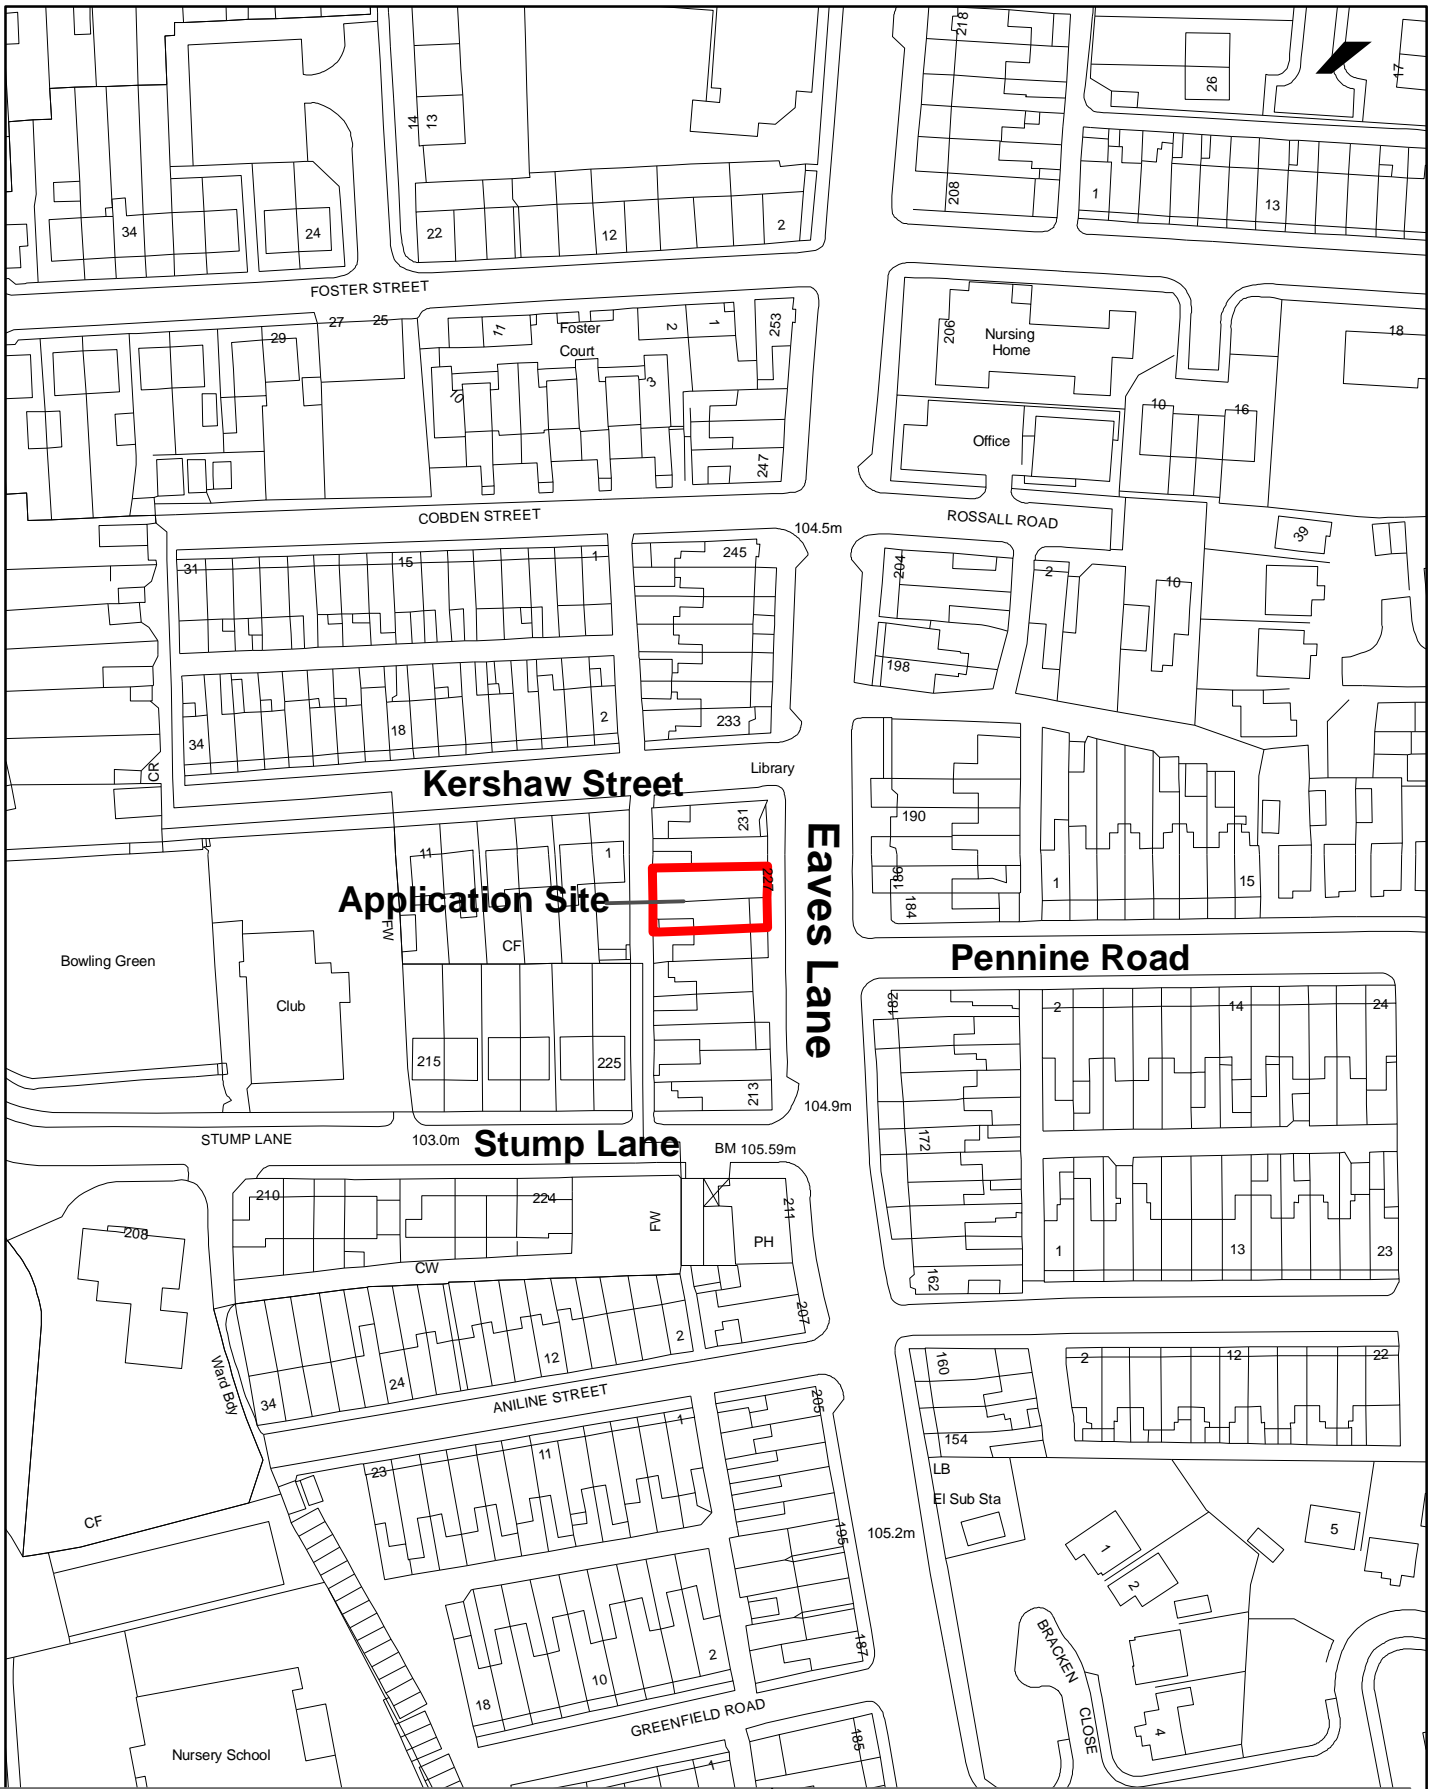 218
26
17
14
13
208
1
13
34
24
22
12
2
FOSTER STREET
27
25
29
11
Foster
Court
2
1
253
206
Nursing
Home
18
10
3
10
16
Office
247
COBDEN STREET
104.5m
ROSSALL ROAD
39
31
15
1
245
204
2
10
198
34
18
2
233
CR
Kershaw Street
Library
231
190
11
1
227
186
184
1
15
Application Site
Eaves Lane
FW
CF
Bowling Green
Pennine Road
Club
182
2
14
24
215
225
213
104.9m
STUMP LANE
103.0m
Stump Lane
BM 105.59m
172
210
224
FW
211
PH
208
CW
1
13
23
162
207
2
12
24
34
Ward Bdy
ANILINE STREET
160
2
12
22
205
1
11
23
154
LB
El Sub Sta
CF
195
105.2m
5
1
2
BRACKEN
CLOSE
187
2
10
18
GREENFIELD ROAD
4
185
Nursery School
1